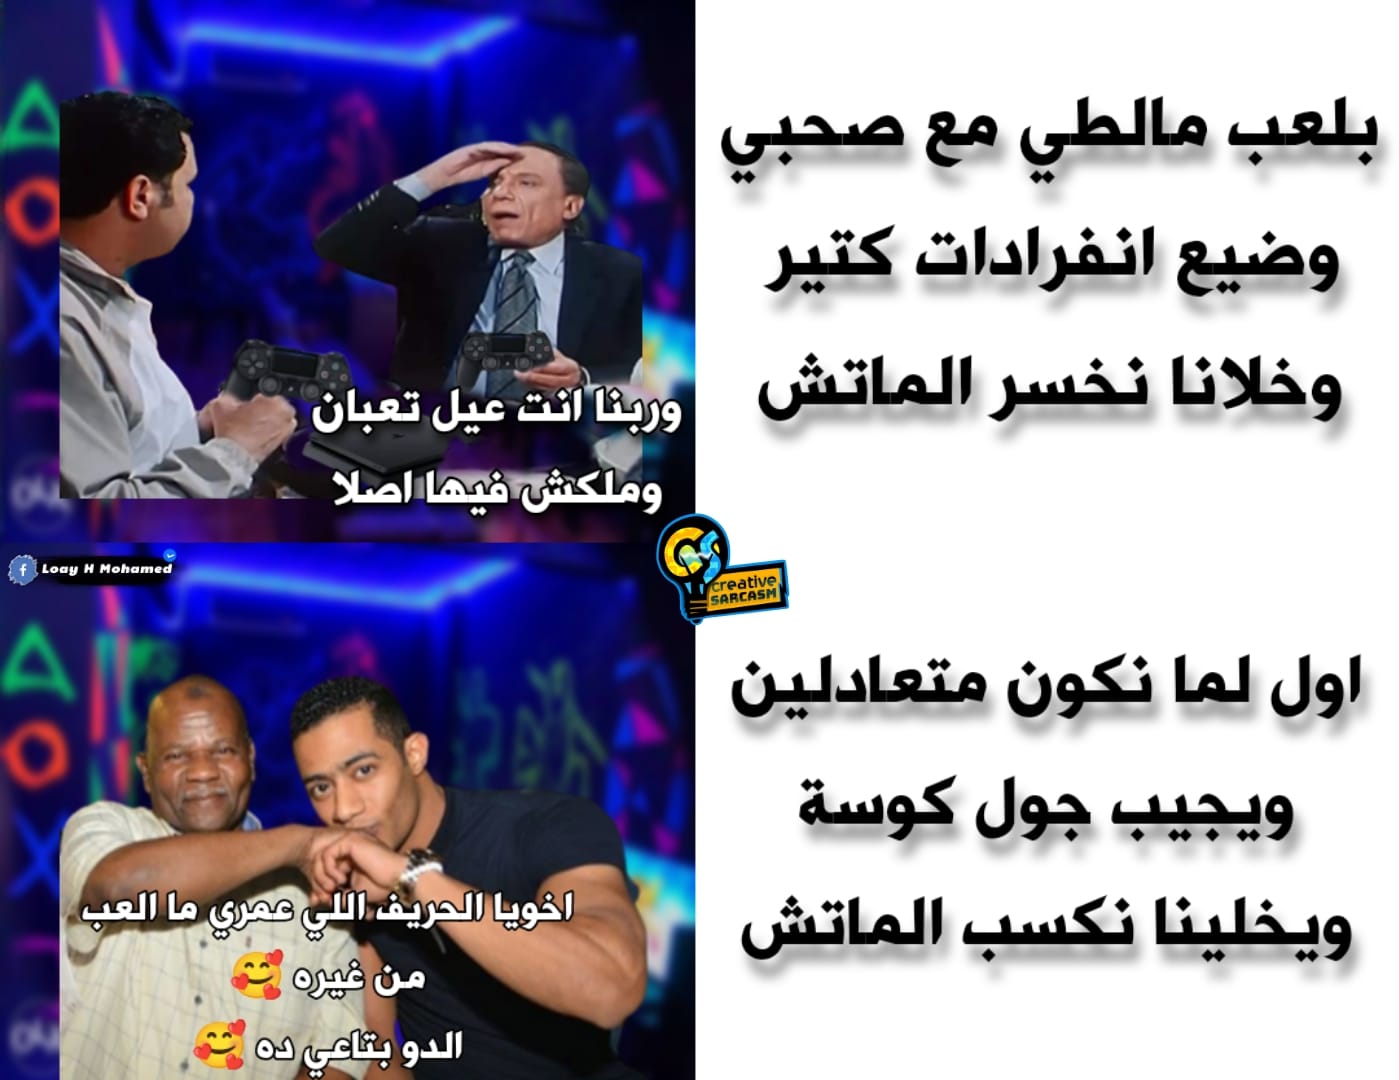 بلعب مالطي مع صحبي
وضيع انفرادات كتير
وخلانا نخسر الماتش
وربنا انت عيل تعبان
وملكش فيها اصلا
Loay H Mohamed
creative
SARCASM
اول لما نكون متعادلين
ويجيب جول كوسة
ويخلينا نكسب الماتش
اخويا الحريف اللي عمري ما العب
من غيره 🥰
الدو بتاعي ده 🥰